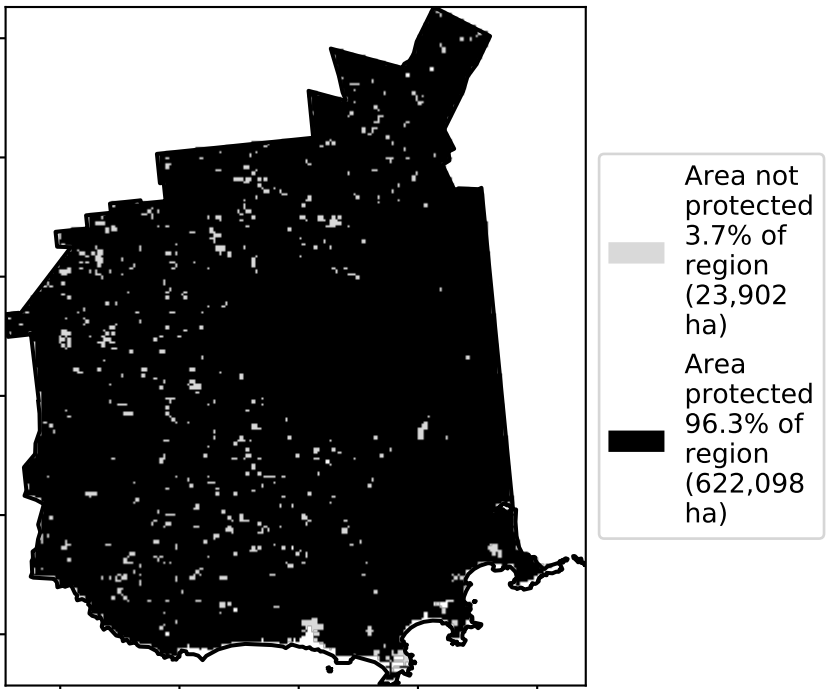 Area not
protected
3.7% of
region
(23,902
ha)
Area
protected
96.3% of
region
(622,098
ha)